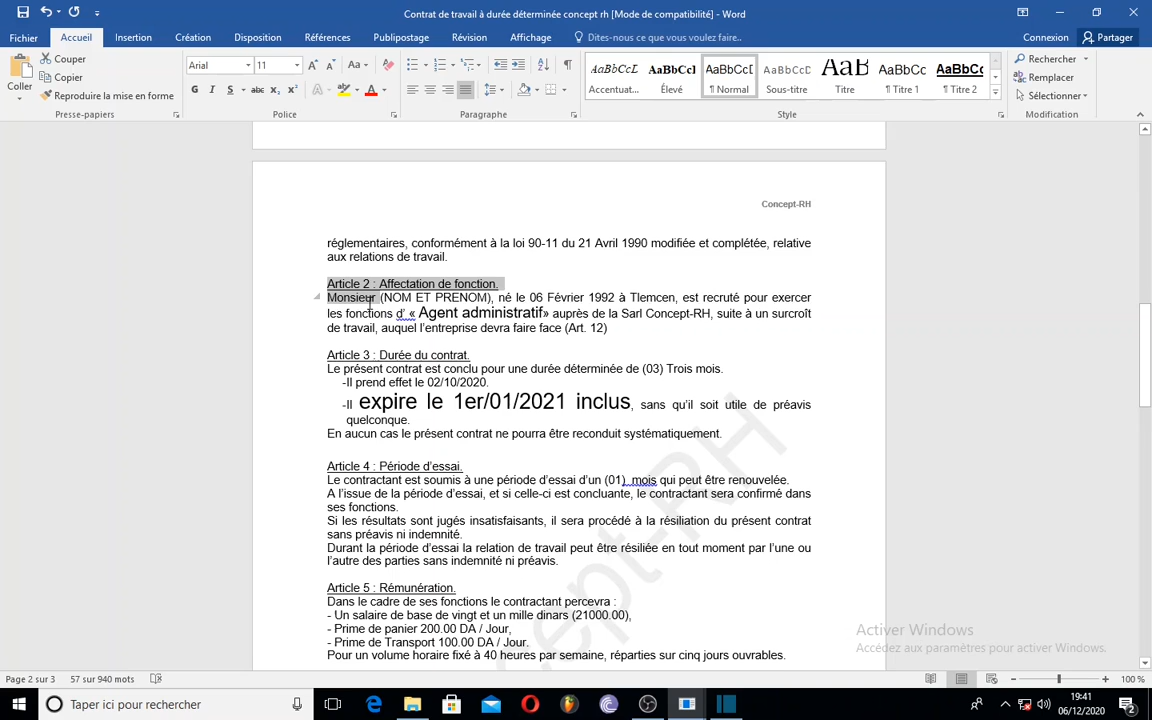 Contrat de travail à durée déterminée concept rh [Mode de compatibilité] - Word
Fichier Accueil Insertion Création Disposition Références Publipostage Révision Affichage Dites-nous ce que vous voulez faire.. Connexion Partager
Coller
Couper
Copier
Reproduire la mise en forme
Presse-papiers
Arial 11
Police
Paragraphe
AaBbCcL AaBbCcI AaBbCcD AaBbCcD AaB AaBbCc AaBbCc
Accentuat... Élevé ¶ Normal Sous-titre Titre ¶ Titre 1 ¶ Titre 2
Style
Rechercher
Remplacer
Sélectionner
Modification
Concept-RH
réglementaires, conformément à la loi 90-11 du 21 Avril 1990 modifiée et complétée, relative
aux relations de travail.
Article 2 : Affectation de fonction.
Monsieur (NOM ET PRENOM), né le 06 Février 1992 à Tlemcen, est recruté pour exercer
les fonctions d' « Agent administratif» auprès de la Sarl Concept-RH, suite à un surcroît
de travail, auquel l'entreprise devra faire face (Art. 12)
Article 3 : Durée du contrat.
Le présent contrat est conclu pour une durée déterminée de (03) Trois mois.
-Il prend effet le 02/10/2020.
-Il expire le 1er/01/2021 inclus, sans qu'il soit utile de préavis
quelconque.
En aucun cas le présent contrat ne pourra être reconduit systématiquement.
Article 4 : Période d'essai.
Le contractant est soumis à une période d'essai d'un (01) mois qui peut être renouvelée.
A l'issue de la période d'essai, et si celle-ci est concluante, le contractant sera confirmé dans
ses fonctions.
Si les résultats sont jugés insatisfaisants, il sera procédé à la résiliation du présent contrat
sans préavis ni indemnité.
Durant la période d'essai la relation de travail peut être résiliée en tout moment par l'une ou
l'autre des parties sans indemnité ni préavis.
Article 5 : Rémunération.
Dans le cadre de ses fonctions le contractant percevra :
- Un salaire de base de vingt et un mille dinars (21000.00),
- Prime de panier 200.00 DA / Jour,
- Prime de Transport 100.00 DA / Jour.
Pour un volume horaire fixé à 40 heures par semaine, réparties sur cinq jours ouvrables.
cept-RH
Activer Windows
Accédez aux paramètres pour activer Windows.
Page 2 sur 3 57 sur 940 mots 100 %
Taper ici pour rechercher
19:41
06/12/2020
2